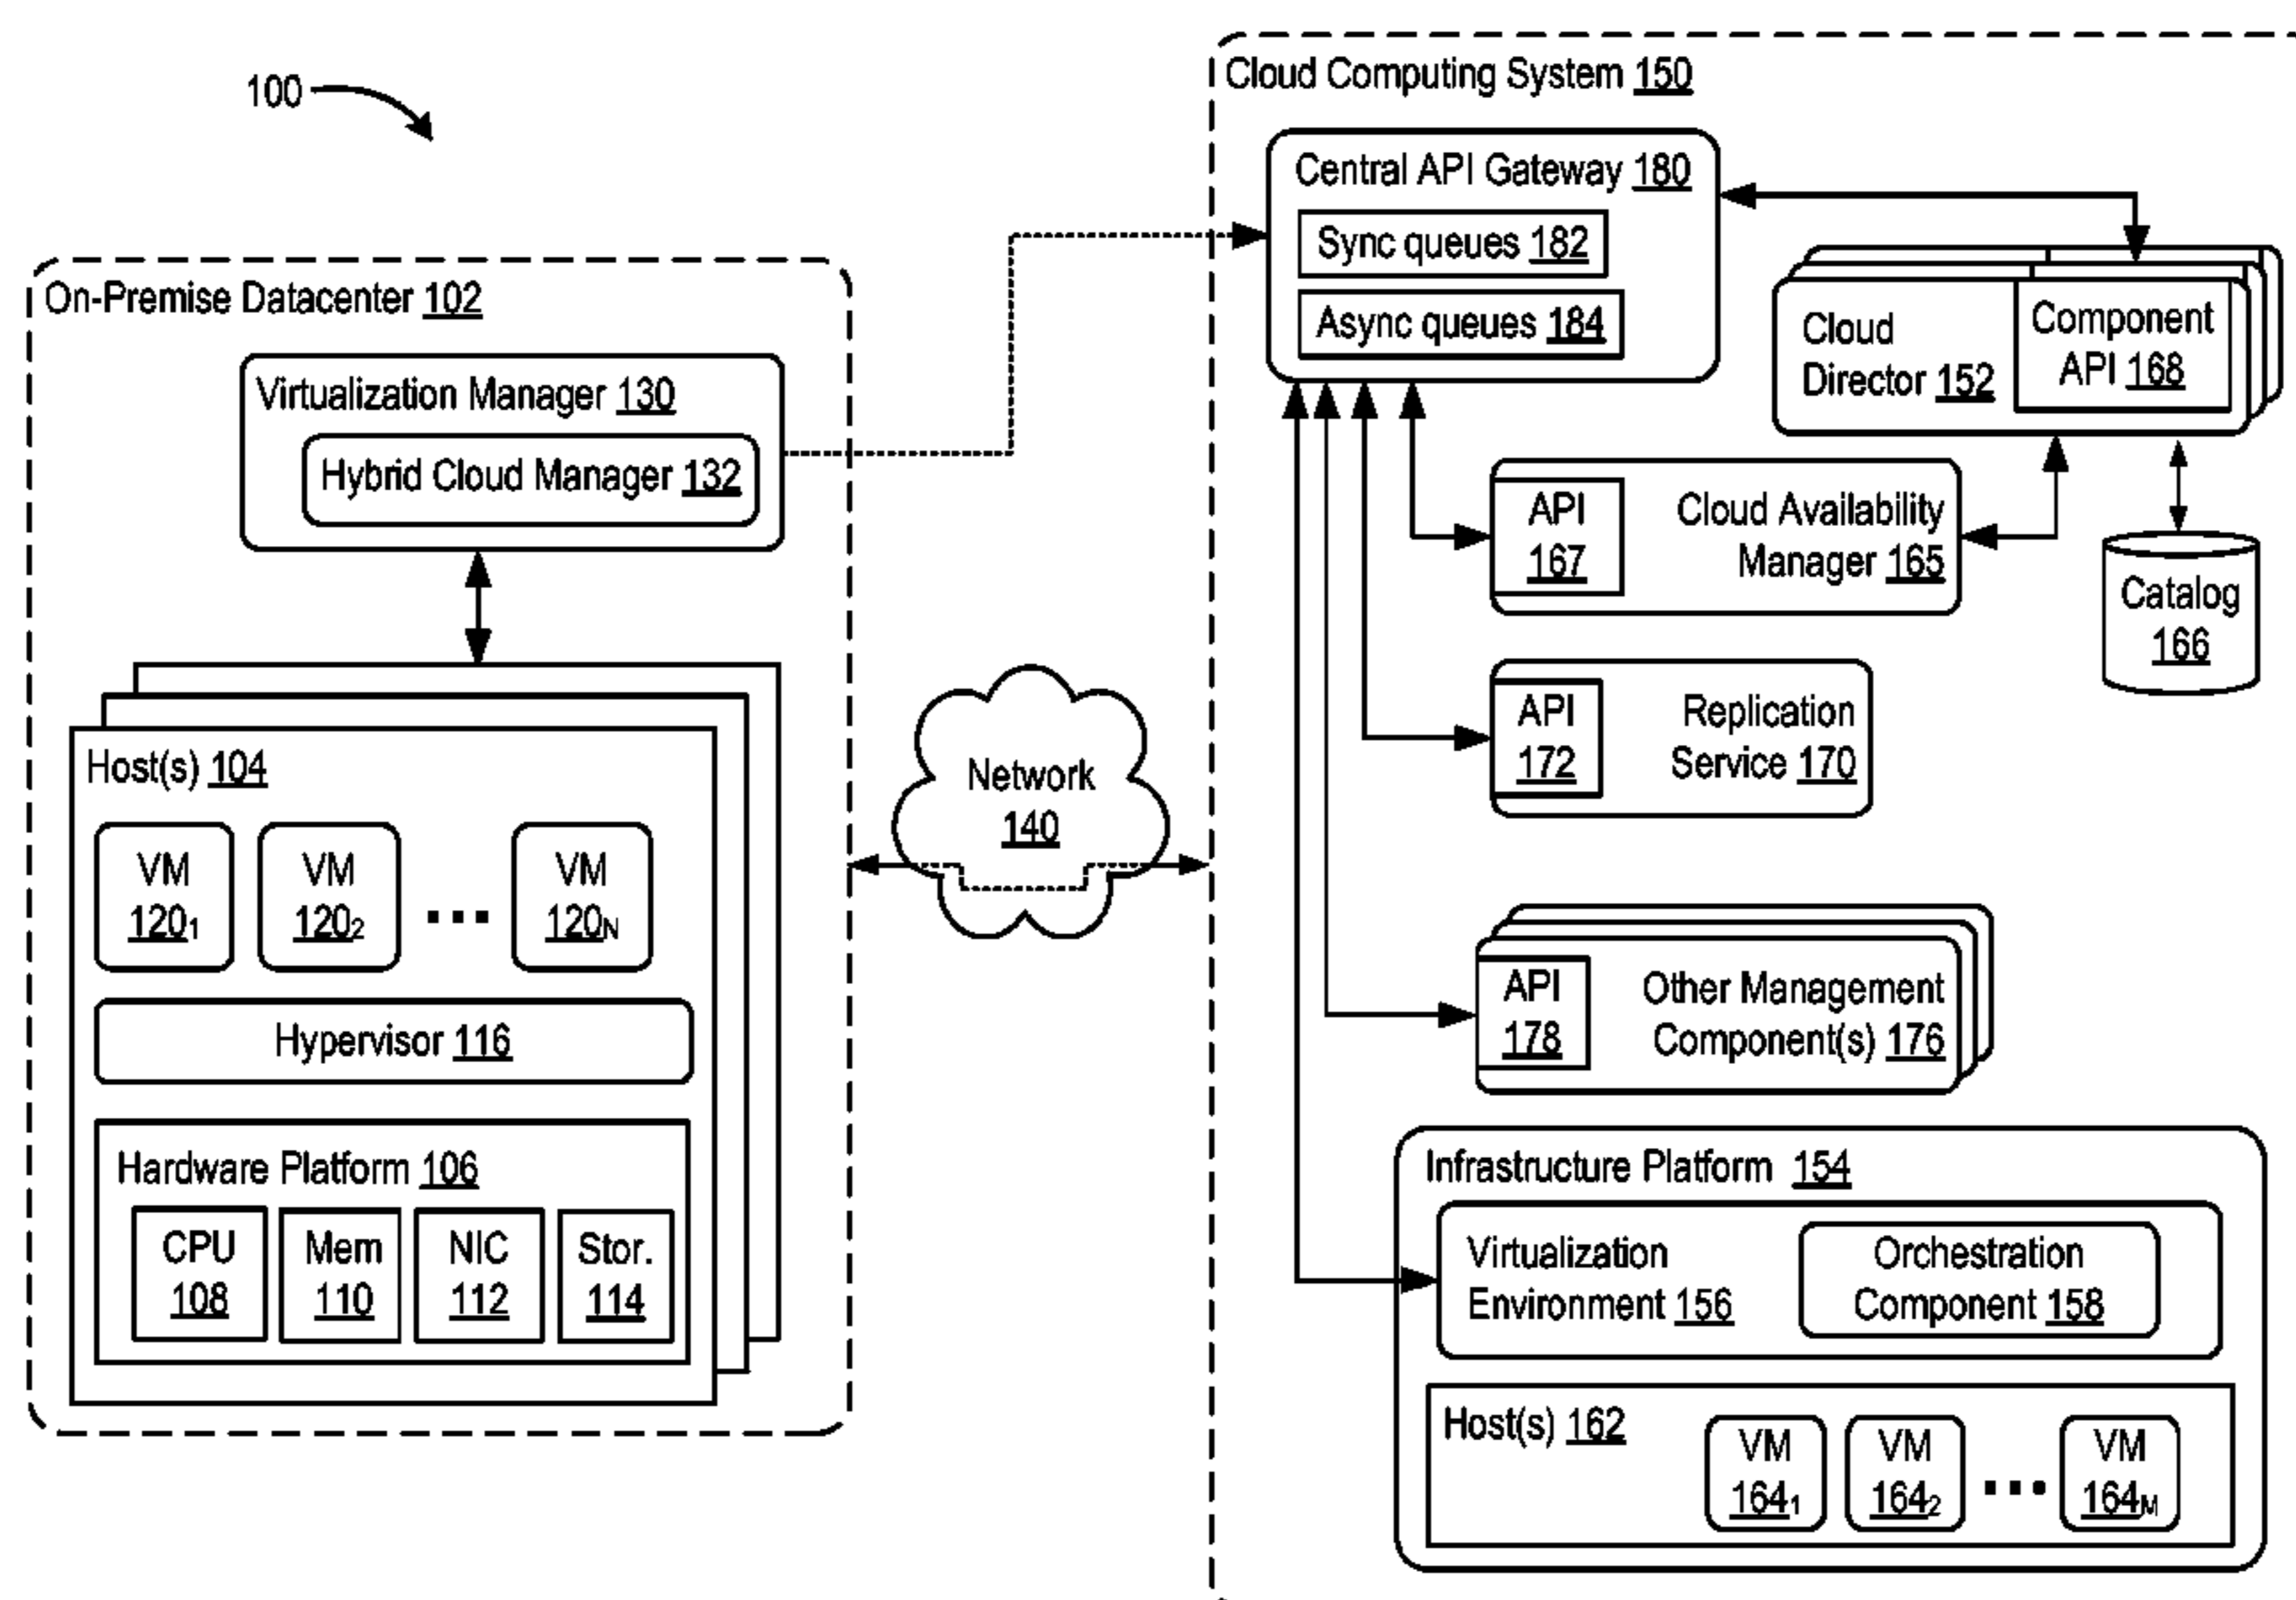 100
On-Premise Datacenter 102
Virtualization Manager 130
Hybrid Cloud Manager 132
Host(s) 104
VM
120₁
VM
120₂
...
VM
120N
Hypervisor 116
Hardware Platform 106
CPU
108
Mem
110
NIC
112
Stor.
114
Network
140
Cloud Computing System 150
Central API Gateway 180
Sync queues 182
Async queues 184
Cloud
Director 152
Component
API 168
API
167
Cloud Availability
Manager 165
Catalog
166
API
172
Replication
Service 170
API
178
Other Management
Component(s) 176
Infrastructure Platform 154
Virtualization
Environment 156
Orchestration
Component 158
Host(s) 162
VM
164₁
VM
164₂
...
VM
164M